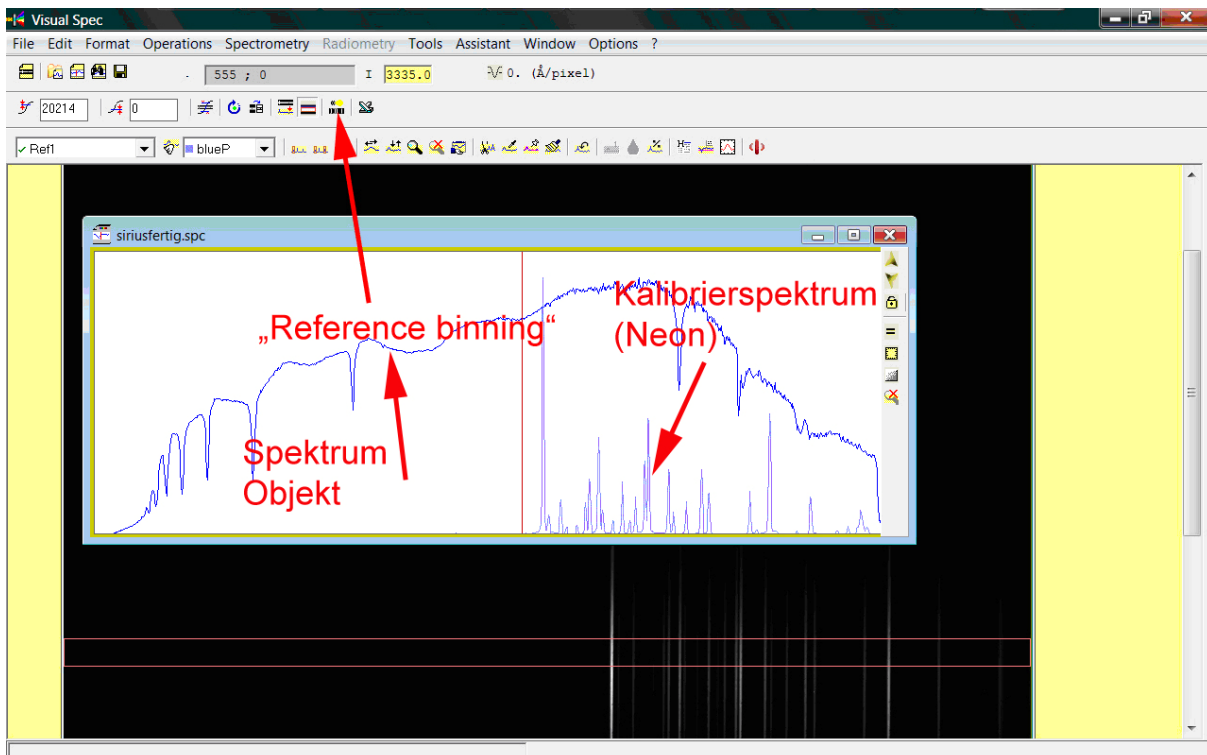 Visual Spec
File Edit Format Operations Spectrometry Radiometry Tools Assistant Window Options ?
555 ; 0 I 3335.0 0. (Å/pixel)
20214 0
Ref1 blueP
siriusfertig.spc
Kalibrierspektrum
(Neon)
„Reference binning“
Spektrum
Objekt